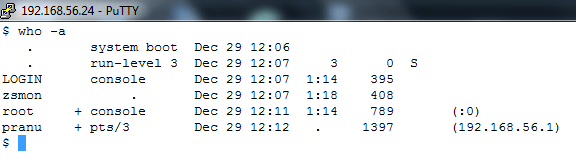 192.168.56.24 - PuTTY
$ who -a
   .       system boot  Dec 29 12:06
   .       run-level 3  Dec 29 12:07    3      0  S
LOGIN      console      Dec 29 12:07  1:14    395
zsmon            .      Dec 29 12:07  1:18    408
root     + console      Dec 29 12:11  1:14    789      (:0)
pranu    + pts/3        Dec 29 12:12   .     1397      (192.168.56.1)
$